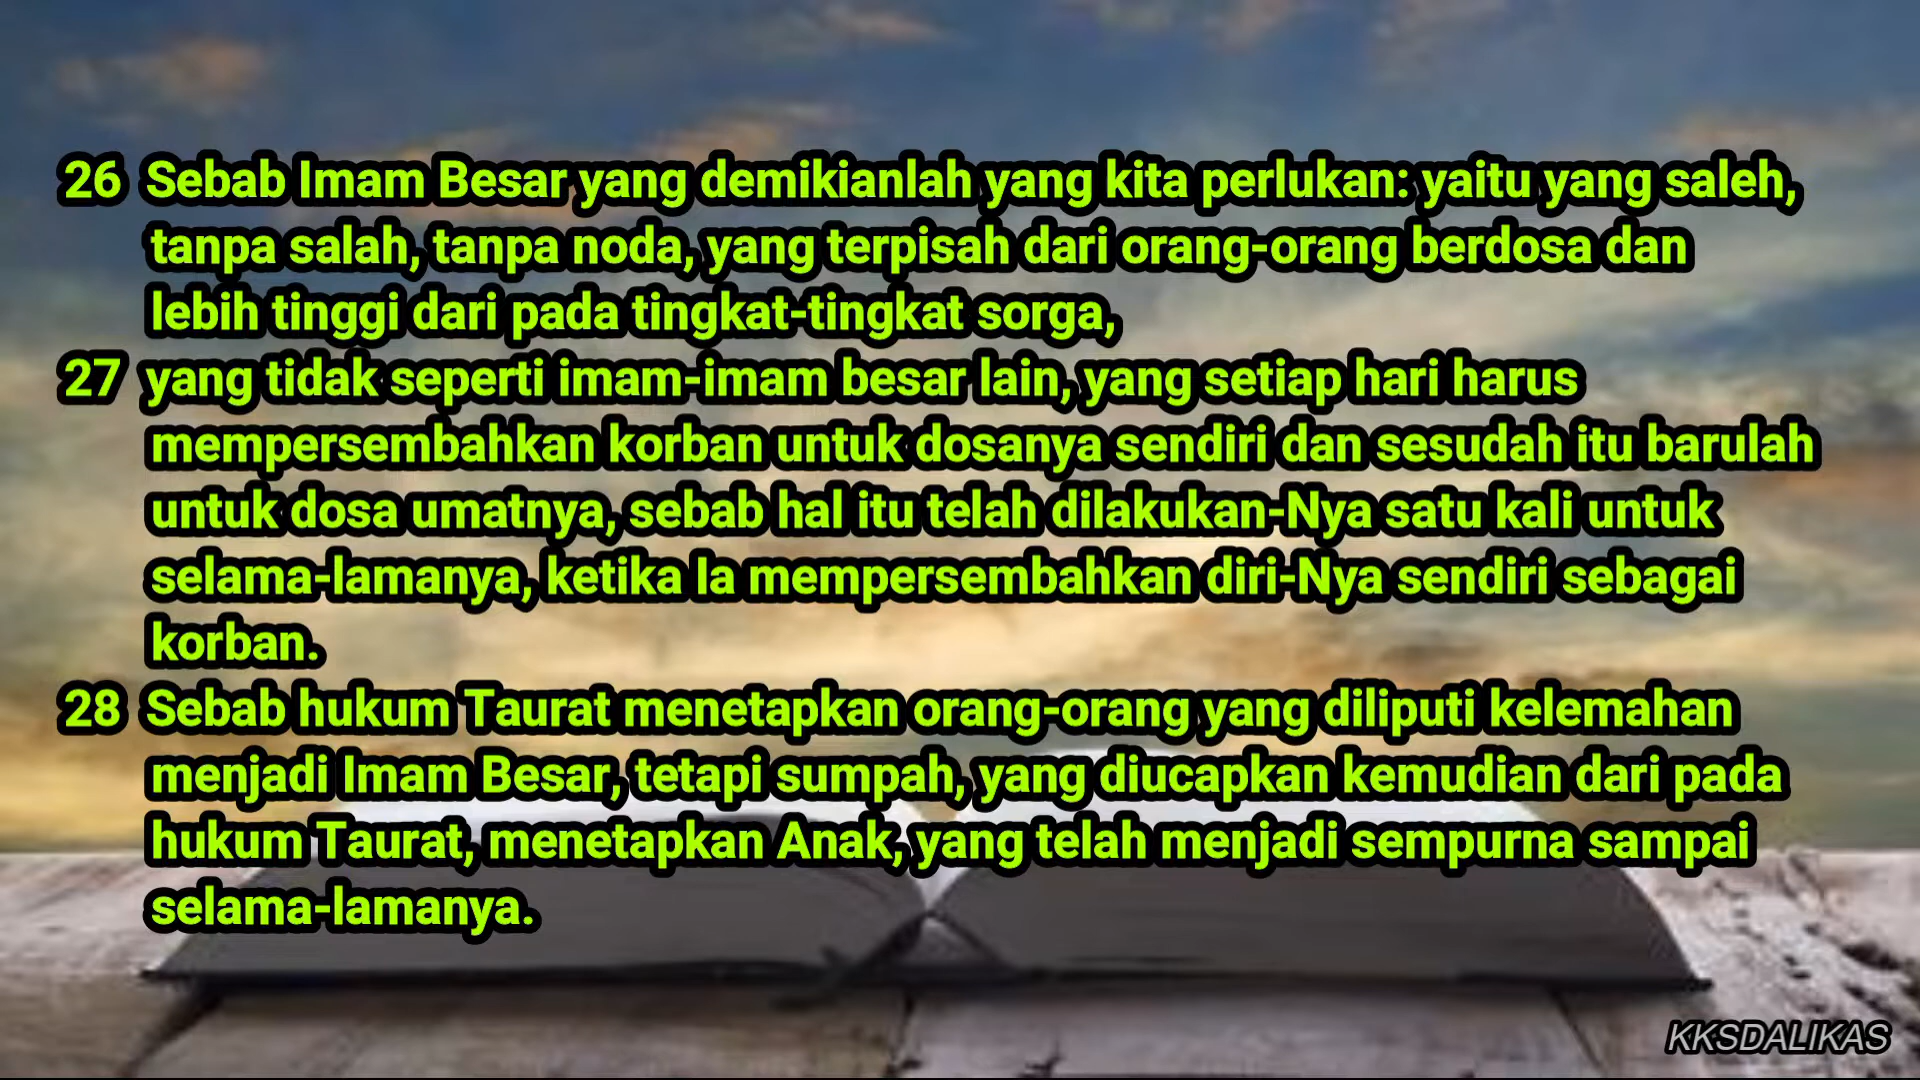 26 Sebab Imam Besar yang demikianlah yang kita perlukan: yaitu yang saleh,
tanpa salah, tanpa noda, yang terpisah dari orang-orang berdosa dan
lebih tinggi dari pada tingkat-tingkat sorga,
27 yang tidak seperti imam-imam besar lain, yang setiap hari harus
mempersembahkan korban untuk dosanya sendiri dan sesudah itu barulah
untuk dosa umatnya, sebab hal itu telah dilakukan-Nya satu kali untuk
selama-lamanya, ketika Ia mempersembahkan diri-Nya sendiri sebagai
korban.
28 Sebab hukum Taurat menetapkan orang-orang yang diliputi kelemahan
menjadi Imam Besar, tetapi sumpah, yang diucapkan kemudian dari pada
hukum Taurat, menetapkan Anak, yang telah menjadi sempurna sampai
selama-lamanya.
KKSDALIKAS